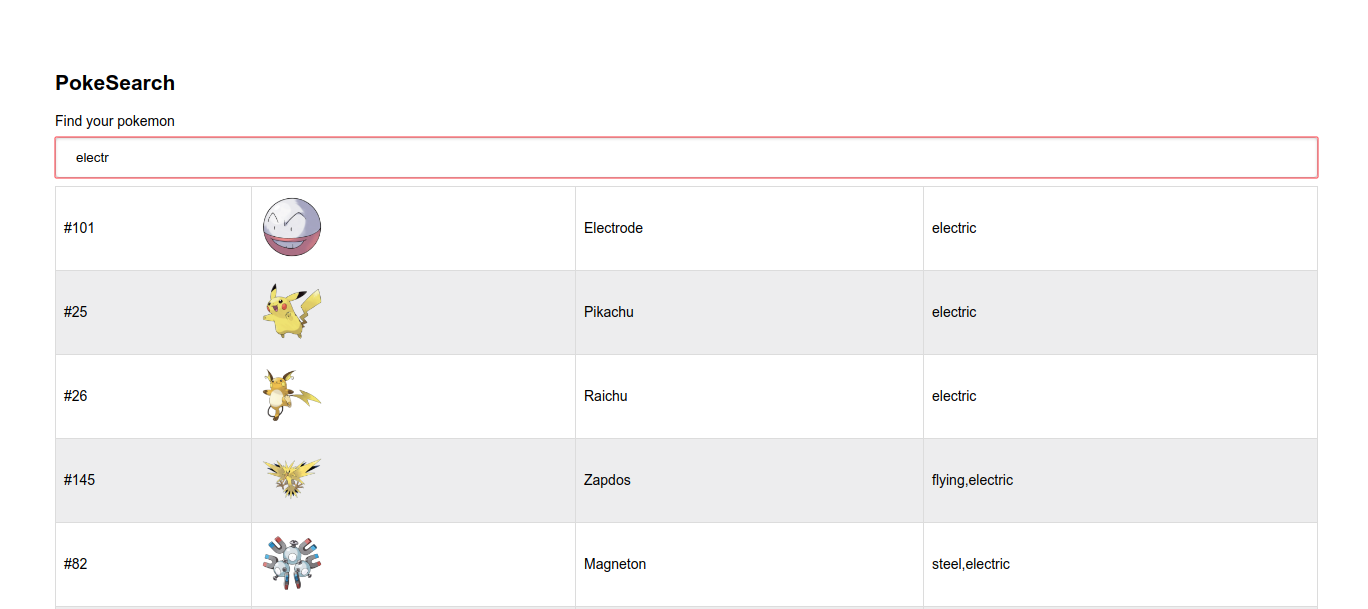 PokeSearch
Find your pokemon
electr
#101 Electrode electric
#25 Pikachu electric
#26 Raichu electric
#145 Zapdos flying,electric
#82 Magneton steel,electric